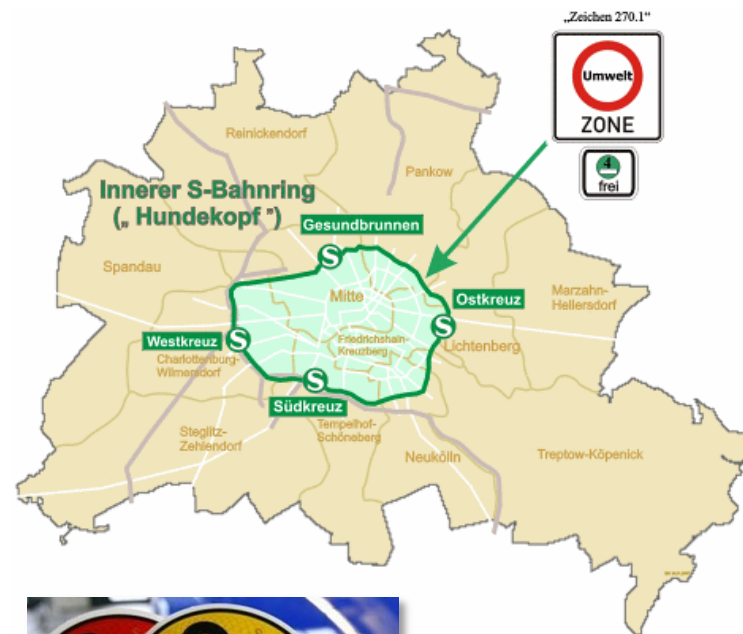 „Zeichen 270.1“
Umwelt
ZONE
4
frei
Reinickendorf
Pankow
Innerer S-Bahnring
(„ Hundekopf ”)
Gesundbrunnen
S
Spandau
Mitte
Ostkreuz
Marzahn-
Hellersdorf
S
Westkreuz
S
Friedrichshain-
Kreuzberg
Lichtenberg
Charlottenburg-
Wilmersdorf
S
Südkreuz
Steglitz-
Zehlendorf
Tempelhof-
Schöneberg
Neukölln
Treptow-Köpenick